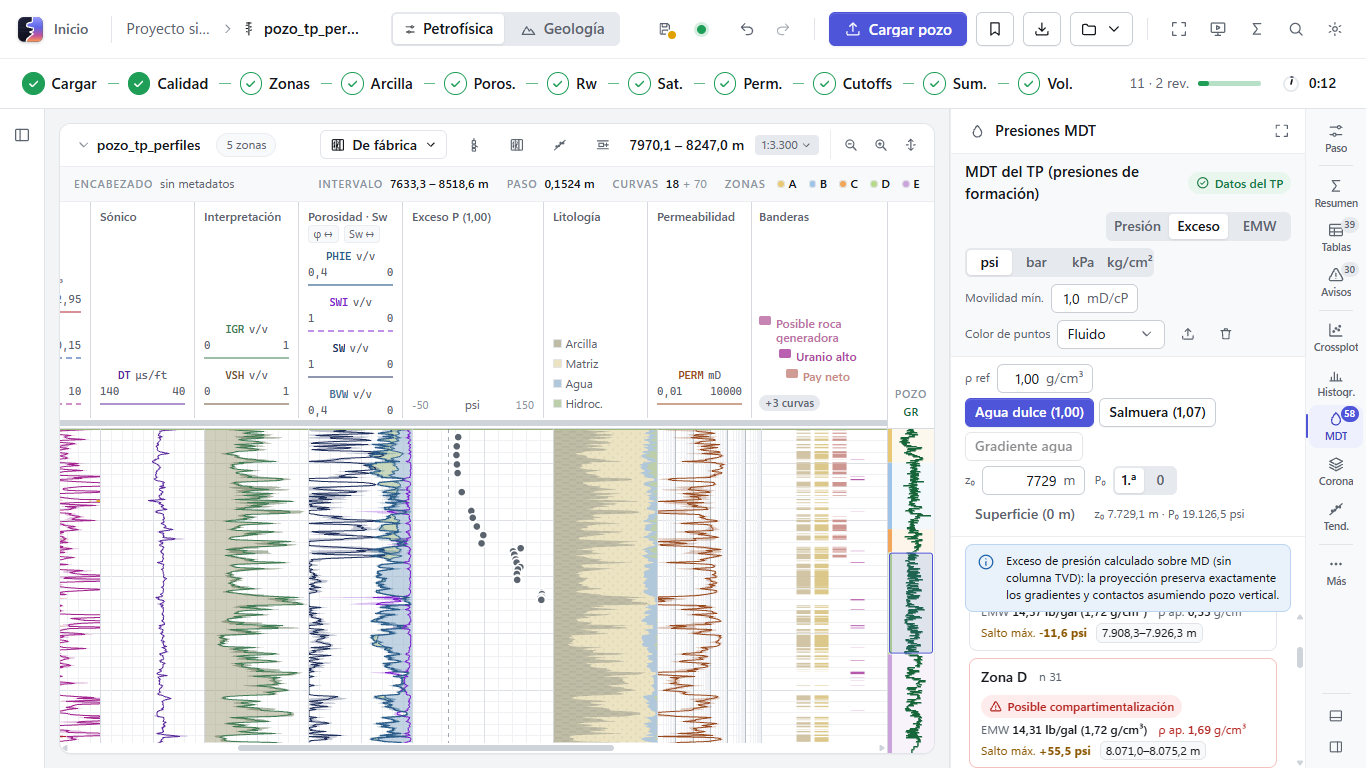 Inicio
Proyecto si...
pozo_tp_per...
Petrofísica
Geología
Cargar pozo
Cargar
Calidad
Zonas
Arcilla
Poros.
Rw
Sat.
Perm.
Cutoffs
Sum.
Vol.
11 · 2 rev.
0:12
pozo_tp_perfiles
5 zonas
De fábrica
7970,1 – 8247,0 m
1:3.300
ENCABEZADO sin metadatos
INTERVALO 7633,3 – 8518,6 m
PASO 0,1524 m
CURVAS 18 + 70
ZONAS A B C D E
Sónico
Interpretación
Porosidad · Sw
Exceso P (1,00)
Litología
Permeabilidad
Banderas
φ ↔ Sw ↔
PHIE v/v
0,4 0
2,95
SWI v/v
1 0
0,15
IGR v/v
0 1
SW v/v
1 0
10
DT µs/ft
140 40
VSH v/v
0 1
BVW v/v
0,4 0
-50 psi 150
Arcilla
Matriz
Agua
Hidroc.
PERM mD
0,01 10000
Posible roca
generadora
Uranio alto
Pay neto
+3 curvas
POZO
GR
Presiones MDT
MDT del TP (presiones de
formación)
Datos del TP
Presión Exceso EMW
psi bar kPa kg/cm²
Movilidad mín. 1,0 mD/cP
Color de puntos Fluido
ρ ref 1,00 g/cm³
Agua dulce (1,00) Salmuera (1,07)
Gradiente agua
z₀ 7729 m P₀ 1.ª 0
Superficie (0 m) z₀ 7.729,1 m · P₀ 19.126,5 psi
Exceso de presión calculado sobre MD (sin
columna TVD): la proyección preserva exactamente
los gradientes y contactos asumiendo pozo vertical.
Salto máx. -11,6 psi 7.908,3–7.926,3 m
Zona D n 31
Posible compartimentalización
EMW 14,31 lb/gal (1,72 g/cm³) ρ ap. 1,69 g/cm³
Salto máx. +55,5 psi 8.071,0–8.075,2 m
Paso
Resumen
39
Tablas
30
Avisos
Crossplot
Histogr.
58
MDT
Corona
Tend.
Más